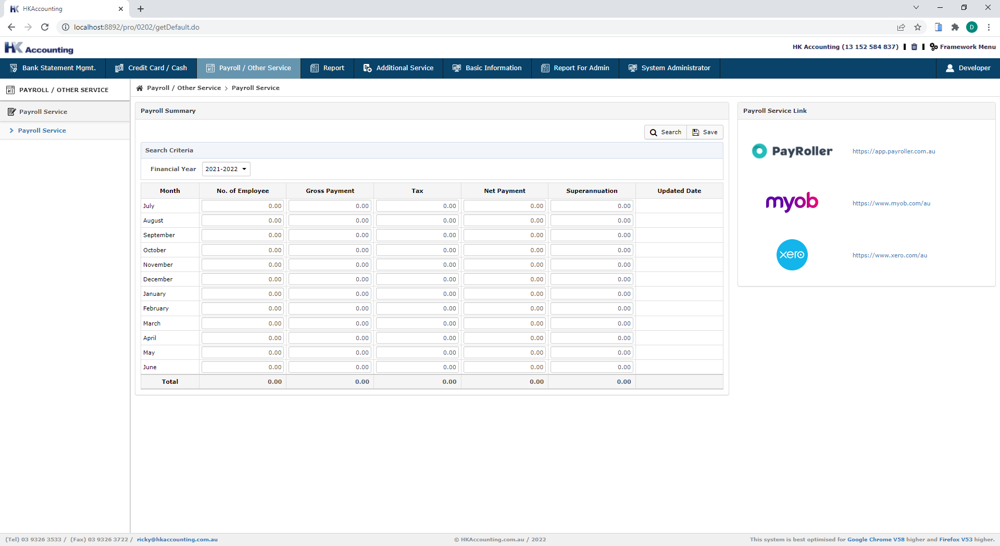 HKAccounting
localhost:8892/pro/0202/getDefault.do
D
HK Accounting
HK Accounting (13 152 584 837)
Framework Menu
Bank Statement Mgmt.
Credit Card / Cash
Payroll / Other Service
Report
Additional Service
Basic Information
Report For Admin
System Administrator
Developer
PAYROLL / OTHER SERVICE
Payroll Service
Payroll Service
Payroll / Other Service > Payroll Service
Payroll Summary
Search
Save
Search Criteria
Financial Year 2021-2022
Month No. of Employee Gross Payment Tax Net Payment Superannuation Updated Date
July 0.00 0.00 0.00 0.00 0.00
August 0.00 0.00 0.00 0.00 0.00
September 0.00 0.00 0.00 0.00 0.00
October 0.00 0.00 0.00 0.00 0.00
November 0.00 0.00 0.00 0.00 0.00
December 0.00 0.00 0.00 0.00 0.00
January 0.00 0.00 0.00 0.00 0.00
February 0.00 0.00 0.00 0.00 0.00
March 0.00 0.00 0.00 0.00 0.00
April 0.00 0.00 0.00 0.00 0.00
May 0.00 0.00 0.00 0.00 0.00
June 0.00 0.00 0.00 0.00 0.00
Total 0.00 0.00 0.00 0.00 0.00
Payroll Service Link
PayRoller https://app.payroller.com.au
myob https://www.myob.com/au
xero https://www.xero.com/au
(Tel) 03 9326 3533 / (Fax) 03 9326 3722 / ricky@hkaccounting.com.au
© HKAccounting.com.au / 2022
This system is best optimised for Google Chrome V58 higher and Firefox V53 higher.